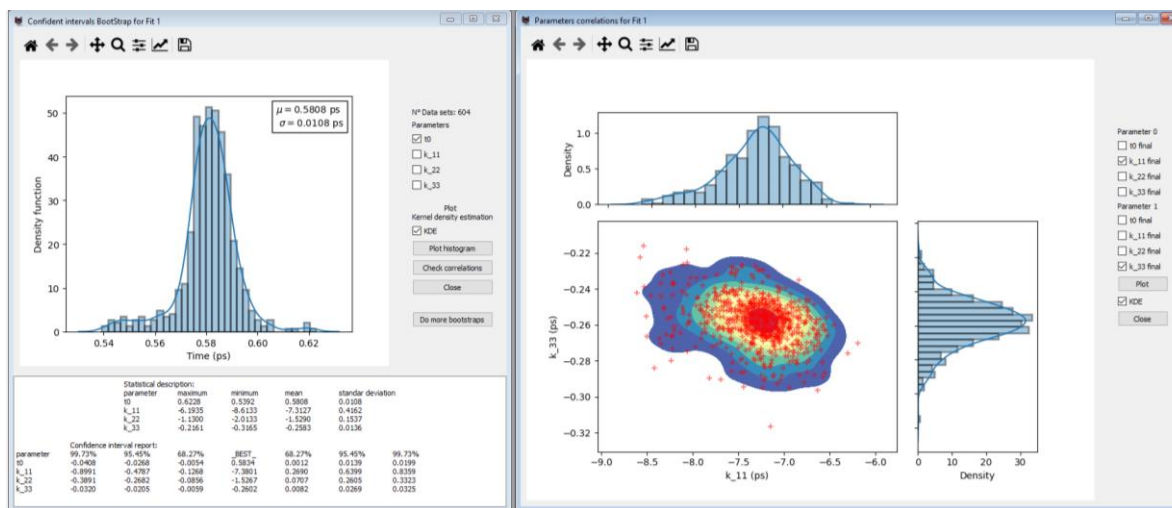 Confident intervals BootStrap for Fit 1
μ = 0.5808 ps
σ = 0.0108 ps
50
40
30
20
10
0
Density function
0.54 0.56 0.58 0.60 0.62
Time (ps)
Nº Data sets: 604
Parameters
t0
k_11
k_22
k_33
Plot
Kernel density estimation
KDE
Plot histogram
Check correlations
Close
Do more bootstraps
Statistical description:
parameter maximum minimum mean standar deviation
t0 0.6228 0.5392 0.5808 0.0108
k_11 -6.1935 -8.6133 -7.3127 0.4162
k_22 -1.1300 -2.0133 -1.5290 0.1537
k_33 -0.2161 -0.3165 -0.2583 0.0136
Confidence interval report:
parameter 99.73% 95.45% 68.27% _BEST_ 68.27% 95.45% 99.73%
t0 -0.0408 -0.0268 -0.0054 0.5834 0.0012 0.0139 0.0199
k_11 -0.8991 -0.4787 -0.1268 -7.3801 0.2690 0.6399 0.8359
k_22 -0.3891 -0.2682 -0.0856 -1.5267 0.0707 0.2605 0.3323
k_33 -0.0320 -0.0205 -0.0059 -0.2602 0.0082 0.0269 0.0325
Parameters correlations for Fit 1
1.0
0.5
0.0
Density
−0.22
−0.24
−0.26
−0.28
−0.30
−0.32
k_33 (ps)
−9.0 −8.5 −8.0 −7.5 −7.0 −6.5 −6.0
k_11 (ps)
0 10 20 30
Density
Parameter 0
t0 final
k_11 final
k_22 final
k_33 final
Parameter 1
t0 final
k_11 final
k_22 final
k_33 final
Plot
KDE
Close